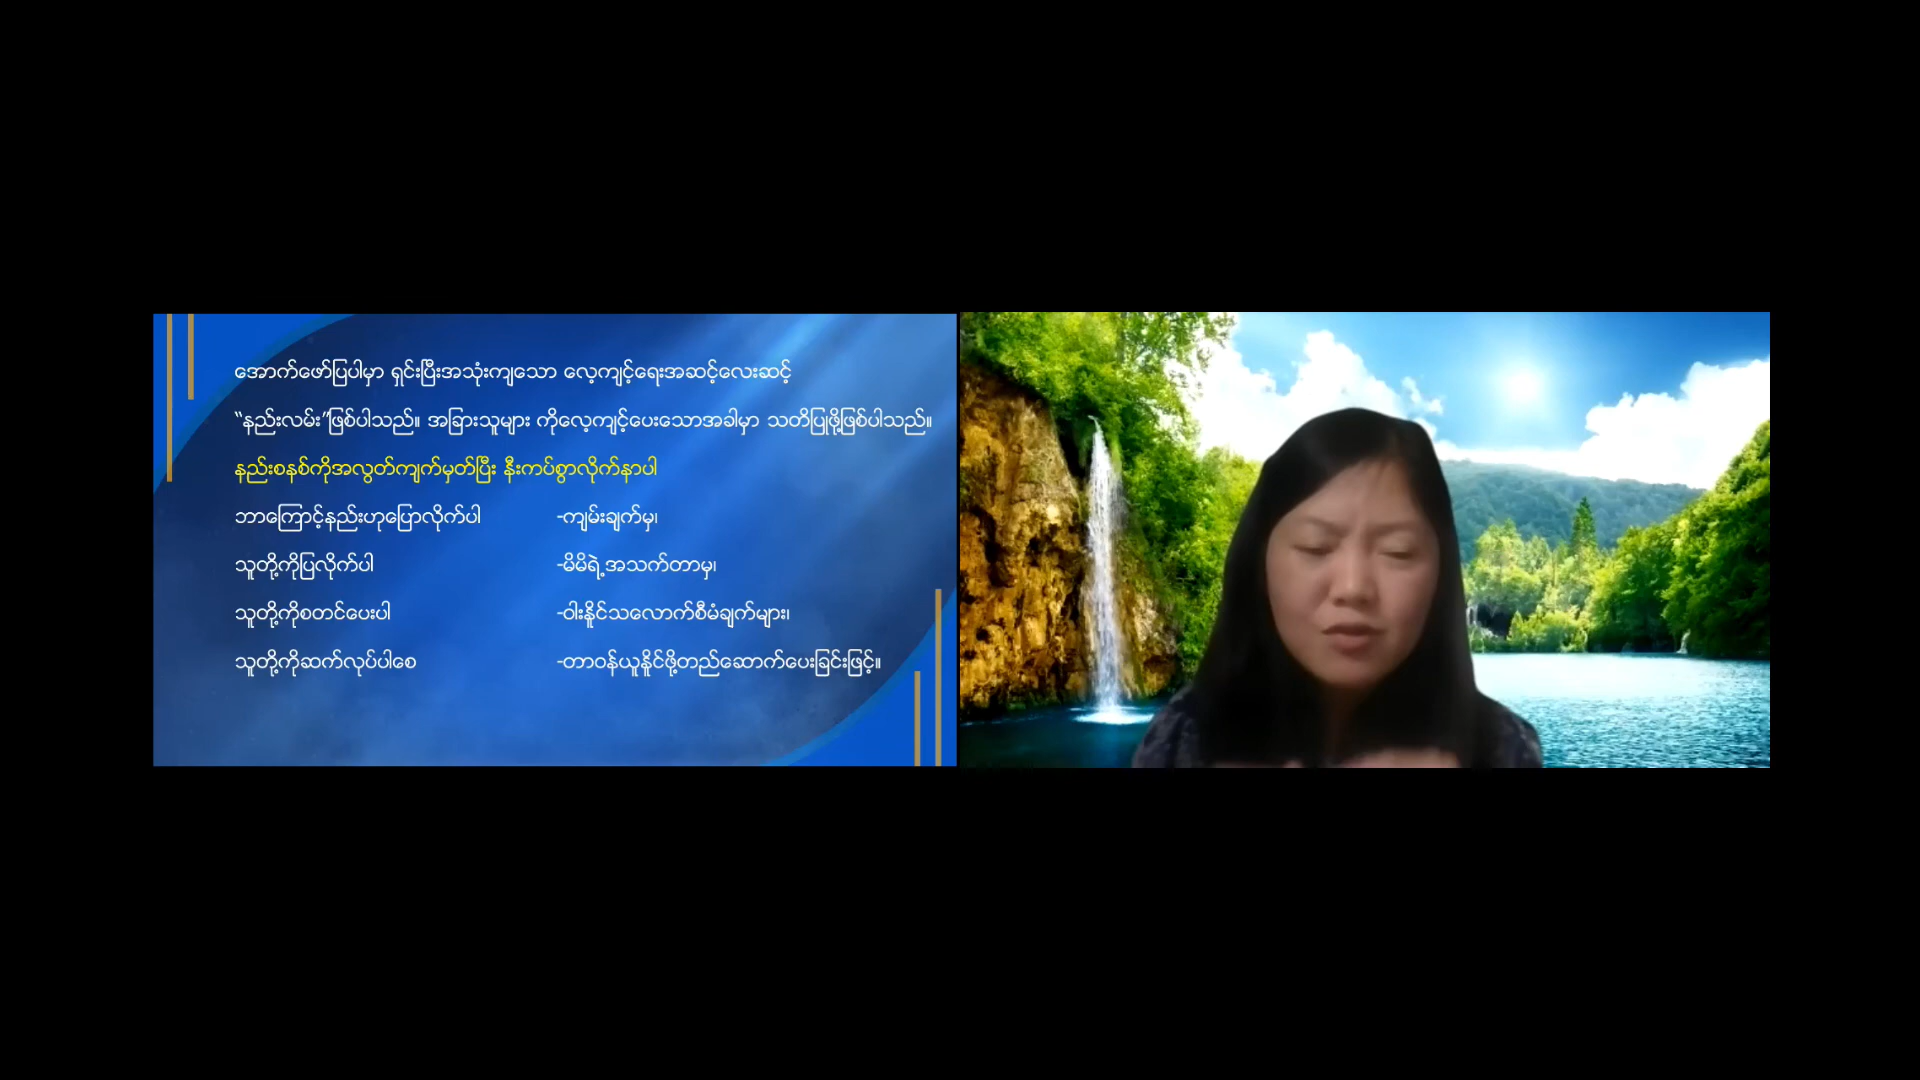 အောက်ဖော်ပြပါမှာ ရှင်းပြီးအသုံးကျသော လေ့ကျင့်ရေးအဆင့်လေးဆင့်
“နည်းလမ်း”ဖြစ်ပါသည်။ အခြားသူများ ကိုလေ့ကျင့်ပေးသောအခါမှာ သတိပြုဖို့ဖြစ်ပါသည်။
နည်းစနစ်ကိုအလွတ်ကျက်မှတ်ပြီး နီးကပ်စွာလိုက်နာပါ
ဘာကြောင့်နည်းဟုပြောလိုက်ပါ -ကျမ်းချက်မှ၊
သူတို့ကိုပြလိုက်ပါ -မိမိရဲ့အသက်တာမှ၊
သူတို့ကိုစတင်ပေးပါ -ဝါးနိူင်သလောက်စီမံချက်များ၊
သူတို့ကိုဆက်လုပ်ပါစေ -တာဝန်ယူနိူင်ဖို့တည်ဆောက်ပေးခြင်းဖြင့်။